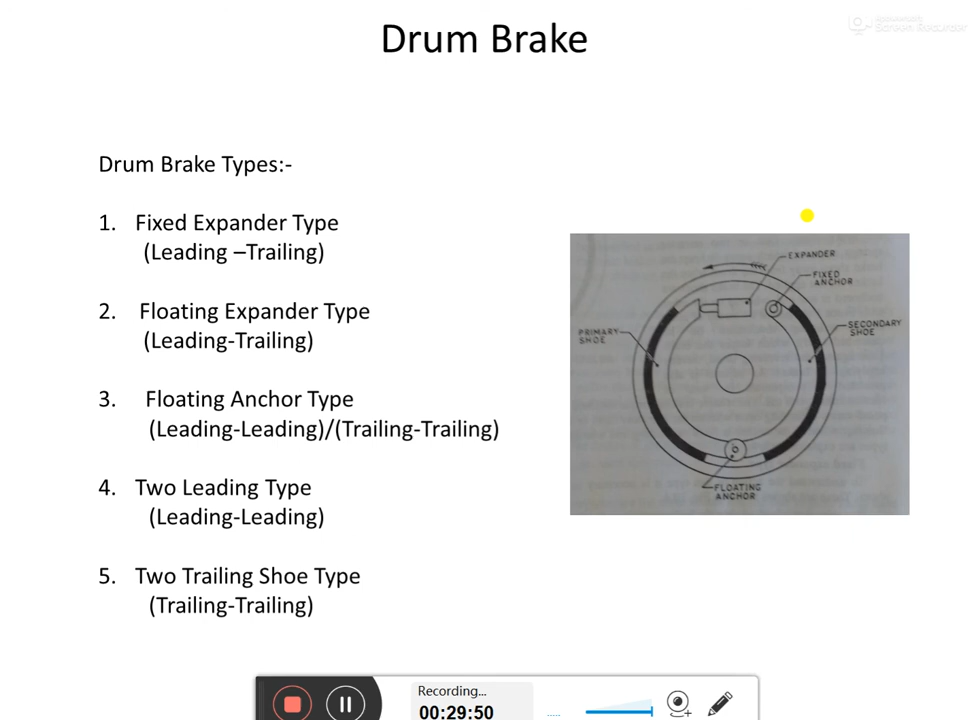 Drum Brake
Screen Recorder
Drum Brake Types:-
1. Fixed Expander Type
(Leading –Trailing)
2. Floating Expander Type
(Leading-Trailing)
3. Floating Anchor Type
(Leading-Leading)/(Trailing-Trailing)
4. Two Leading Type
(Leading-Leading)
5. Two Trailing Shoe Type
(Trailing-Trailing)
EXPANDER
FIXED
ANCHOR
PRIMARY
SHOE
SECONDARY
SHOE
FLOATING
ANCHOR
Recording...
00:29:50